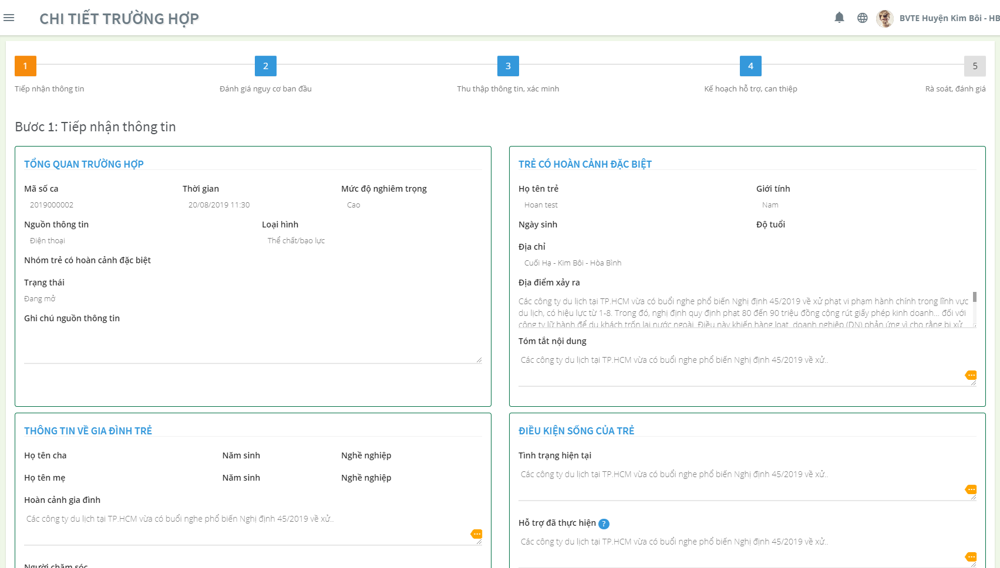 CHI TIẾT TRƯỜNG HỢP
BVTE Huyện Kim Bôi - HB
1
2
3
4
5
Tiếp nhận thông tin
Đánh giá nguy cơ ban đầu
Thu thập thông tin, xác minh
Kế hoạch hỗ trợ, can thiệp
Rà soát, đánh giá
Bước 1: Tiếp nhận thông tin
TỔNG QUAN TRƯỜNG HỢP
Mã số ca
Thời gian
Mức độ nghiêm trọng
2019000002
20/08/2019 11:30
Cao
Nguồn thông tin
Loại hình
Điện thoại
Thể chất/bạo lực
Nhóm trẻ có hoàn cảnh đặc biệt
Trạng thái
Đang mở
Ghi chú nguồn thông tin
TRẺ CÓ HOÀN CẢNH ĐẶC BIỆT
Họ tên trẻ
Giới tính
Hoan test
Nam
Ngày sinh
Độ tuổi
Địa chỉ
Cuối Hạ - Kim Bôi - Hòa Bình
Địa điểm xảy ra
Các công ty du lịch tại TP.HCM vừa có buổi nghe phổ biến Nghị định 45/2019 về xử phạt vi phạm hành chính trong lĩnh vực
du lịch, có hiệu lực từ 1-8. Trong đó, nghị định quy định phạt 80 đến 90 triệu đồng cộng rút giấy phép kinh doanh... đối với
công ty lữ hành để du khách trốn lại nước ngoài. Điều này khiến hàng loạt doanh nghiệp (DN) phản ứng vì cho rằng bị xử
Tóm tắt nội dung
Các công ty du lịch tại TP.HCM vừa có buổi nghe phổ biến Nghị định 45/2019 về xử..
THÔNG TIN VỀ GIA ĐÌNH TRẺ
Họ tên cha
Năm sinh
Nghề nghiệp
Họ tên mẹ
Năm sinh
Nghề nghiệp
Hoàn cảnh gia đình
Các công ty du lịch tại TP.HCM vừa có buổi nghe phổ biến Nghị định 45/2019 về xử..
Người chăm sóc
ĐIỀU KIỆN SỐNG CỦA TRẺ
Tình trạng hiện tại
Các công ty du lịch tại TP.HCM vừa có buổi nghe phổ biến Nghị định 45/2019 về xử..
Hỗ trợ đã thực hiện ?
Các công ty du lịch tại TP.HCM vừa có buổi nghe phổ biến Nghị định 45/2019 về xử..